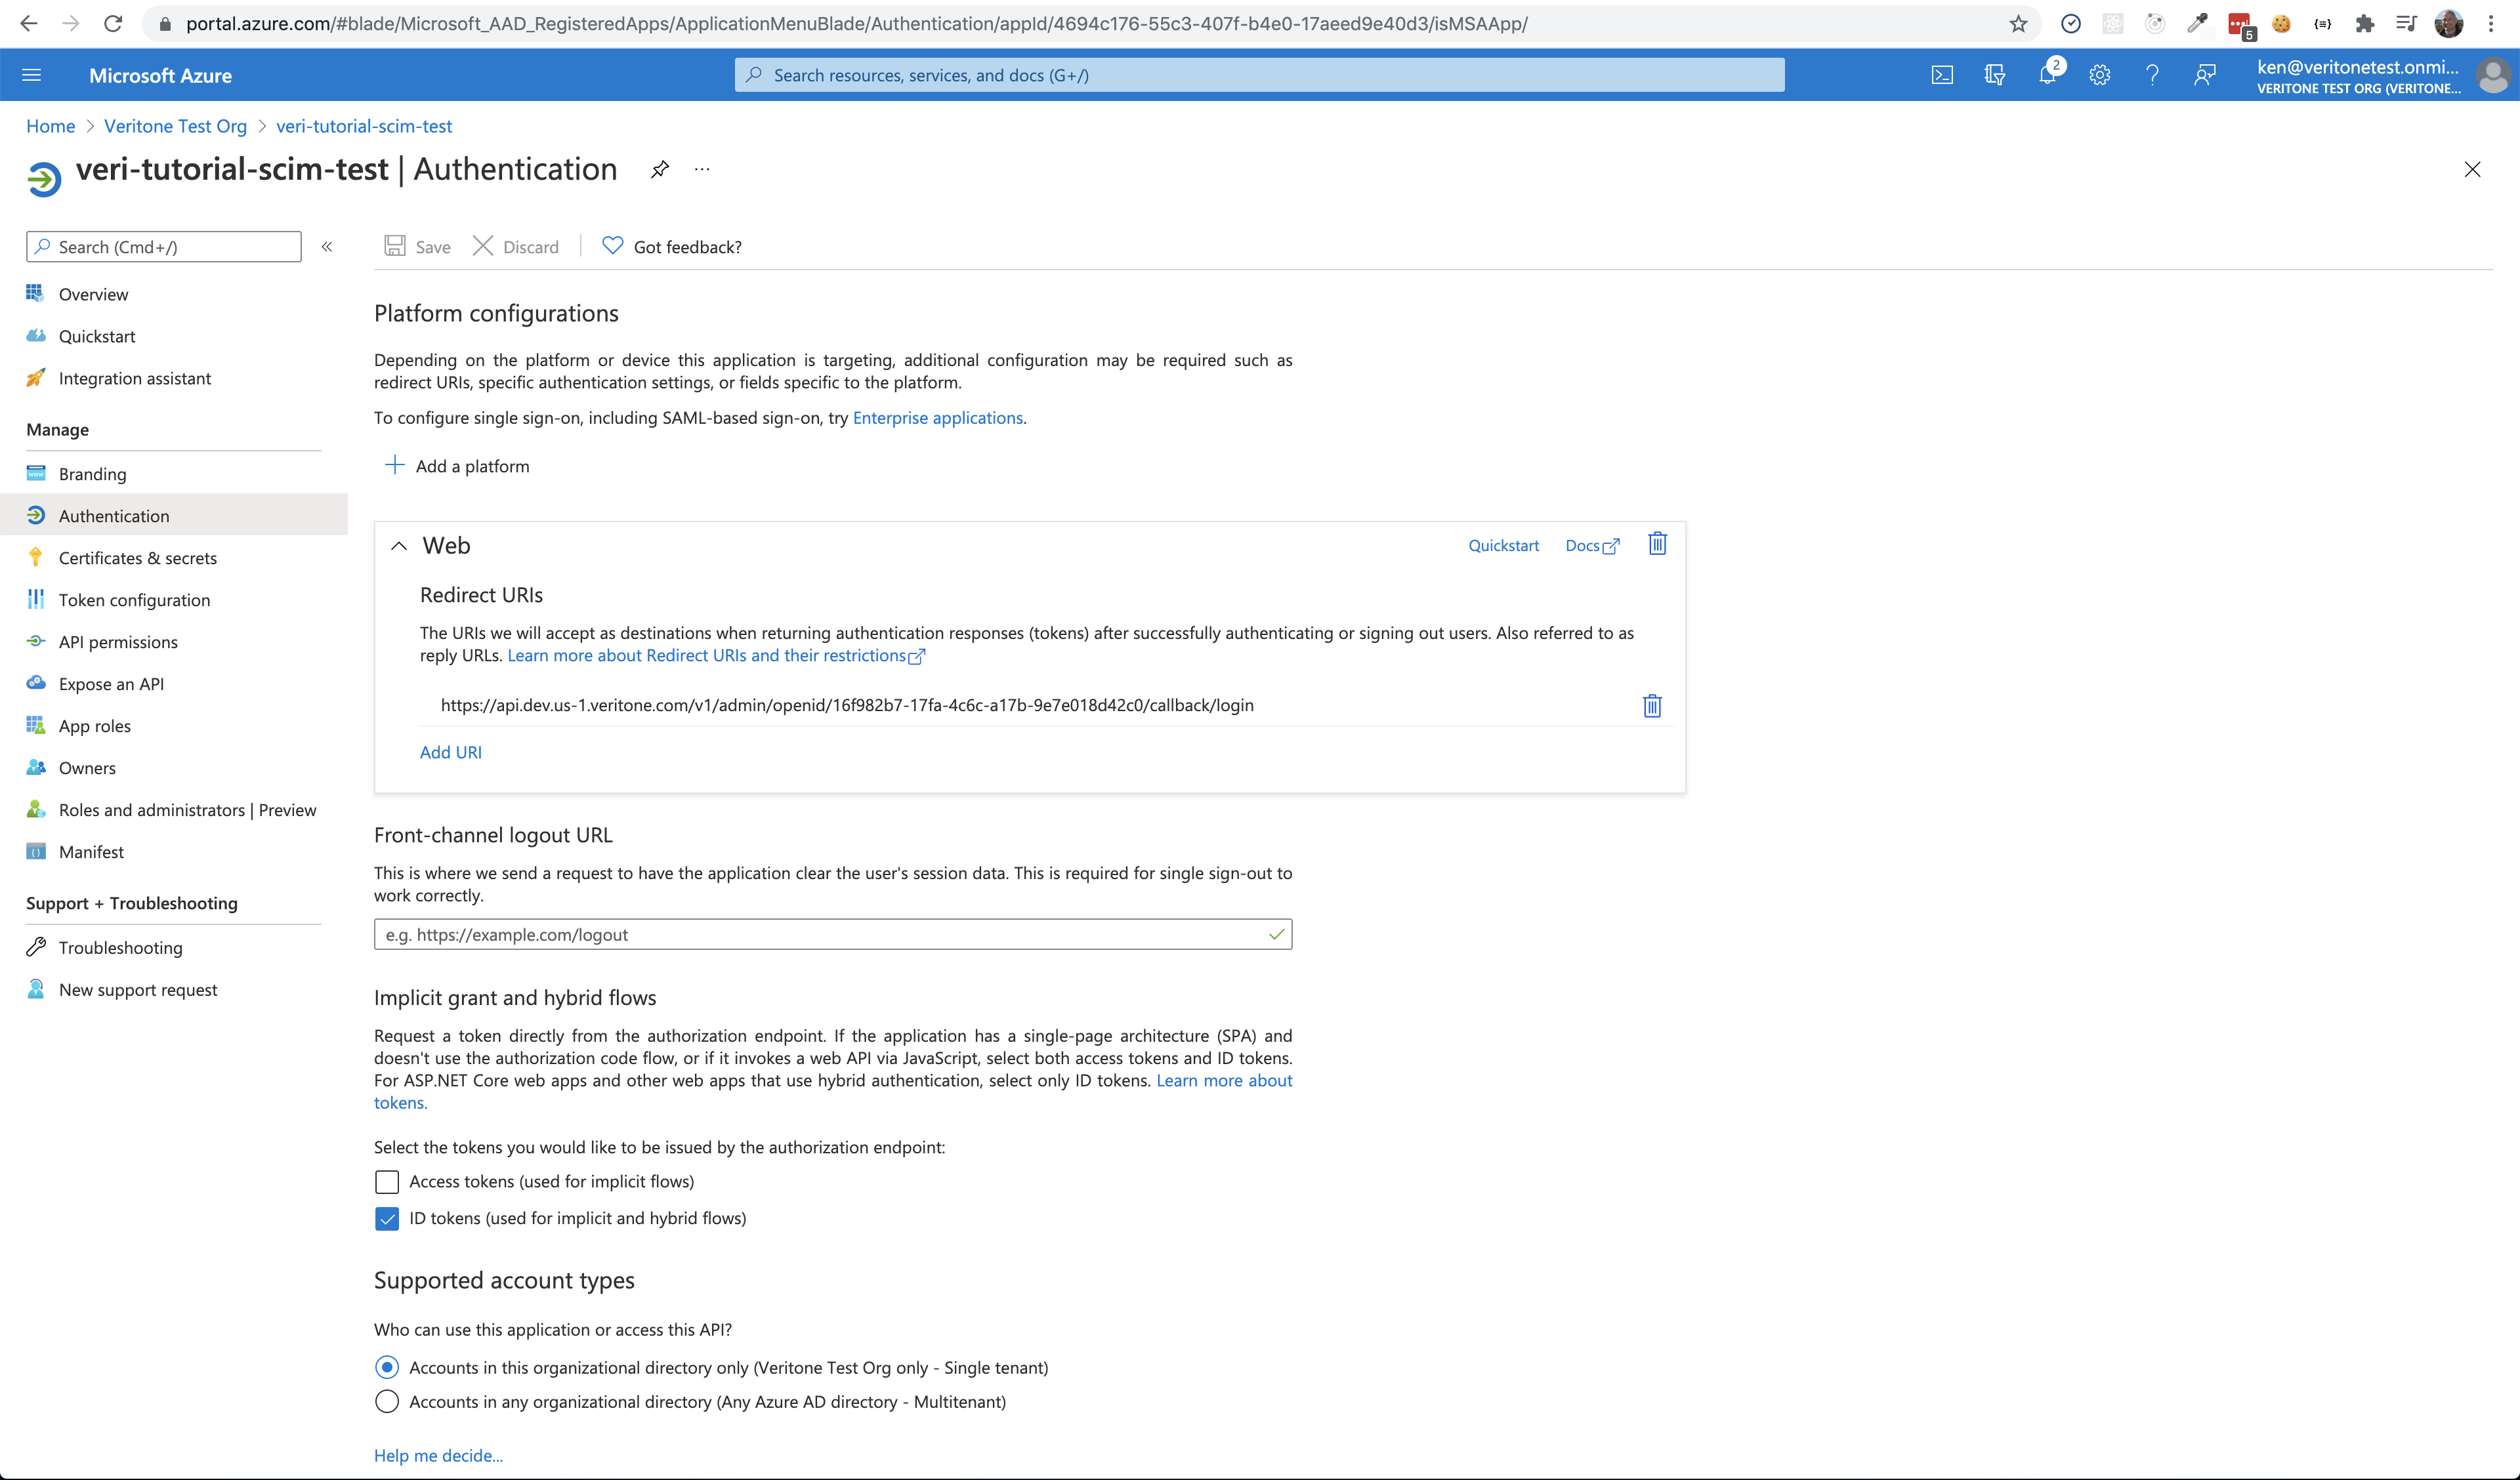 portal.azure.com/#blade/Microsoft_AAD_RegisteredApps/ApplicationMenuBlade/Authentication/appId/4694c176-55c3-407f-b4e0-17aeed9e40d3/isMSAApp/
5
Microsoft Azure
Search resources, services, and docs (G+/)
2
ken@veritonetest.onmi...
VERITONE TEST ORG (VERITONE...
Home > Veritone Test Org > veri-tutorial-scim-test
veri-tutorial-scim-test | Authentication
Search (Cmd+/)
Save
Discard
Got feedback?
Overview
Quickstart
Integration assistant
Manage
Branding
Authentication
Certificates & secrets
Token configuration
API permissions
Expose an API
App roles
Owners
Roles and administrators | Preview
Manifest
Support + Troubleshooting
Troubleshooting
New support request
Platform configurations
Depending on the platform or device this application is targeting, additional configuration may be required such as
redirect URIs, specific authentication settings, or fields specific to the platform.
To configure single sign-on, including SAML-based sign-on, try Enterprise applications.
Add a platform
Web
Quickstart
Docs
Redirect URIs
The URIs we will accept as destinations when returning authentication responses (tokens) after successfully authenticating or signing out users. Also referred to as
reply URLs. Learn more about Redirect URIs and their restrictions
https://api.dev.us-1.veritone.com/v1/admin/openid/16f982b7-17fa-4c6c-a17b-9e7e018d42c0/callback/login
Add URI
Front-channel logout URL
This is where we send a request to have the application clear the user's session data. This is required for single sign-out to
work correctly.
e.g. https://example.com/logout
Implicit grant and hybrid flows
Request a token directly from the authorization endpoint. If the application has a single-page architecture (SPA) and
doesn't use the authorization code flow, or if it invokes a web API via JavaScript, select both access tokens and ID tokens.
For ASP.NET Core web apps and other web apps that use hybrid authentication, select only ID tokens. Learn more about
tokens.
Select the tokens you would like to be issued by the authorization endpoint:
Access tokens (used for implicit flows)
ID tokens (used for implicit and hybrid flows)
Supported account types
Who can use this application or access this API?
Accounts in this organizational directory only (Veritone Test Org only - Single tenant)
Accounts in any organizational directory (Any Azure AD directory - Multitenant)
Help me decide...